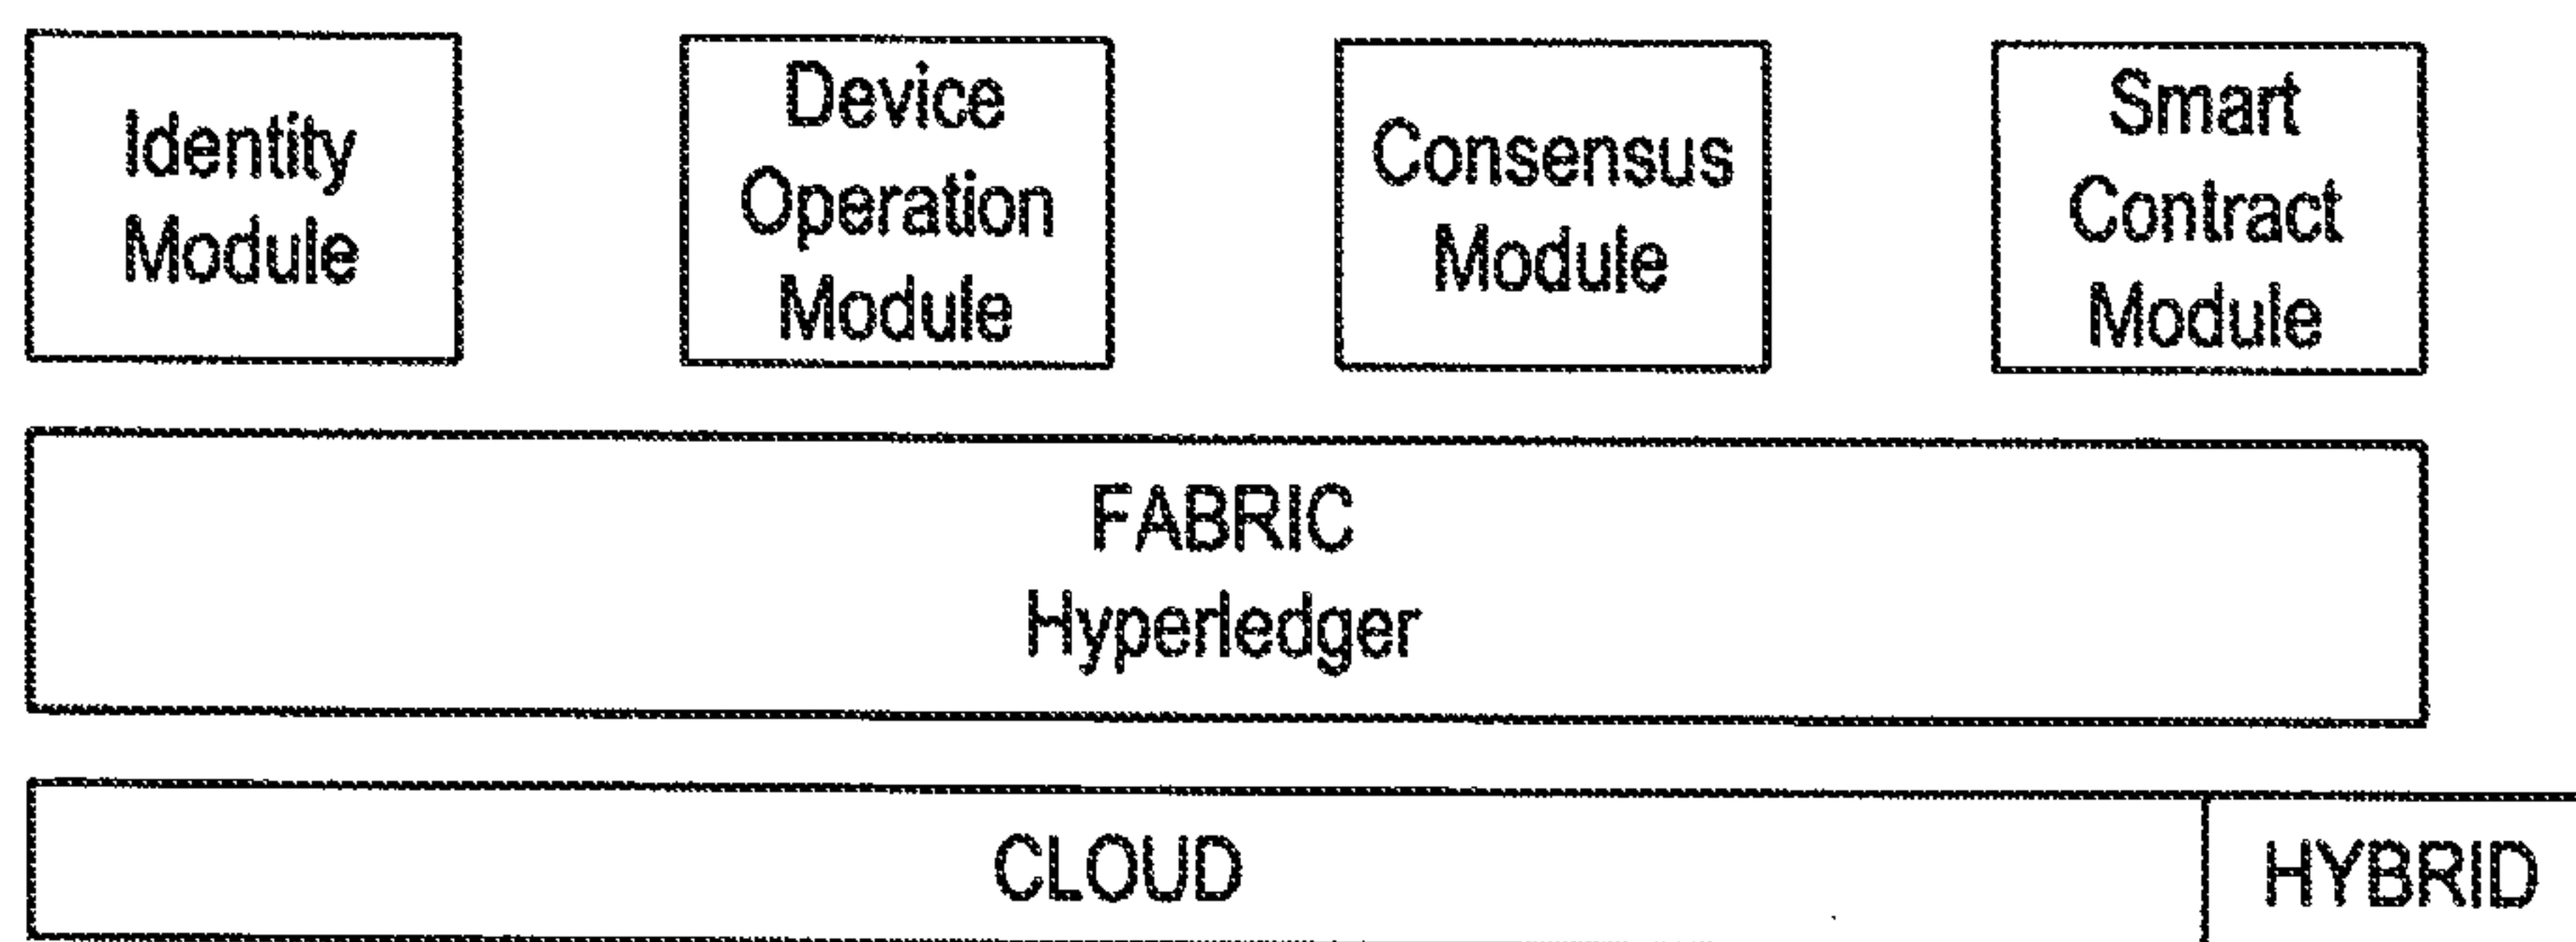 Identity
Module
Device
Operation
Module
Consensus
Module
Smart
Contract
Module
FABRIC
Hyperledger
CLOUD
HYBRID